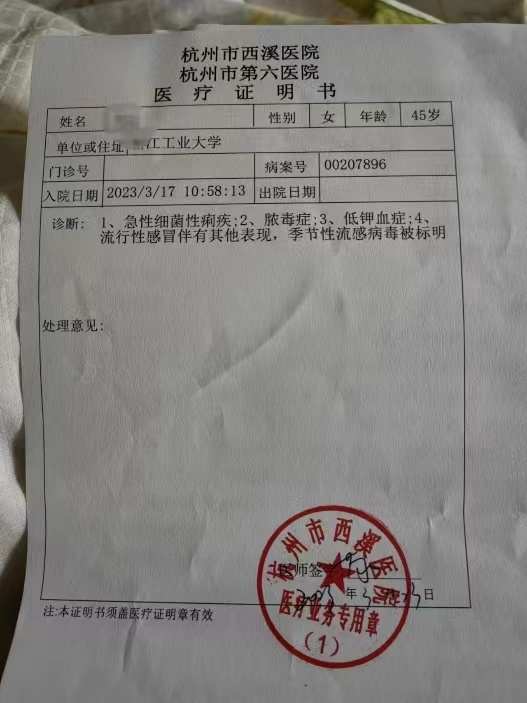 杭州市西溪医院
杭州市第六医院
医疗证明书
姓名 性别 女 年龄 45岁
单位或住址 江工业大学
门诊号 病案号 00207896
入院日期 2023/3/17 10:58:13 出院日期
诊断: 1、急性细菌性痢疾;2、脓毒症;3、低钾血症;4、
流行性感冒伴有其他表现，季节性流感病毒被标明
处理意见:
杭州市西溪医院
医师签
年 日
医疗业务专用章
(1)
注:本证明书须盖医疗证明章有效